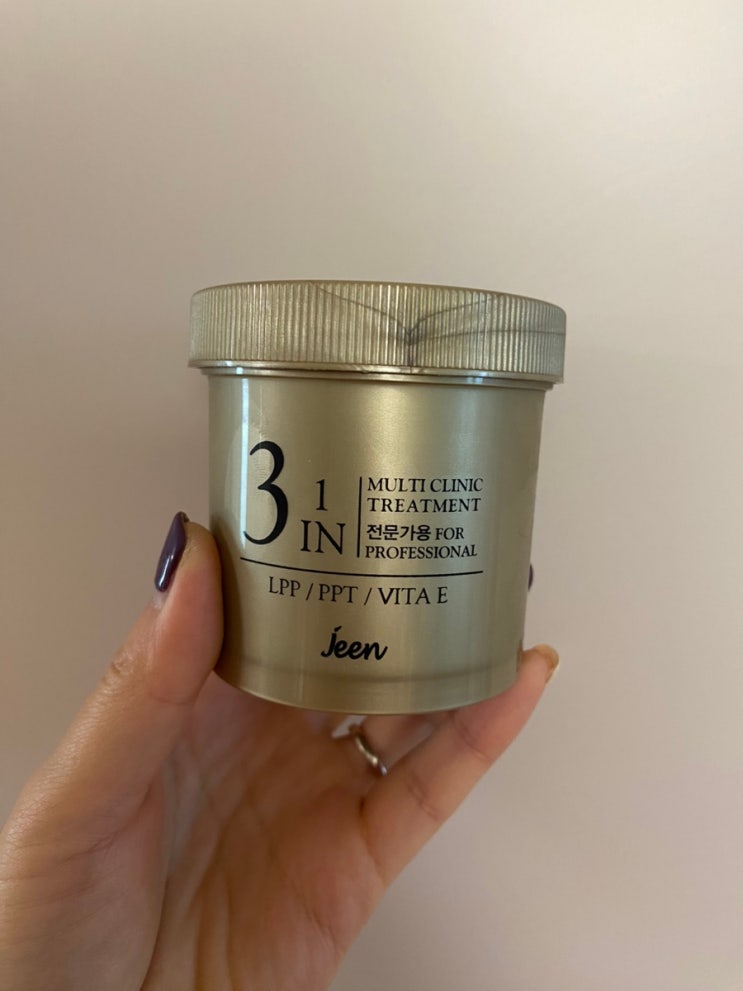 3 IN 1
MULTI CLINIC
TREATMENT
전문가용 FOR
PROFESSIONAL
LPP / PPT / VITA E
jeen